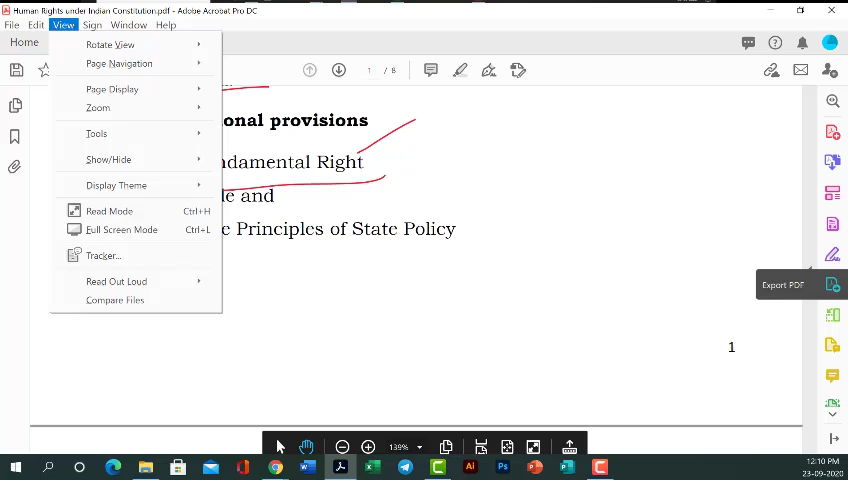 Human Rights under Indian Constitution.pdf - Adobe Acrobat Pro DC
File Edit View Sign Window Help
Home
Rotate View
Page Navigation
Page Display
Zoom
Tools
Show/Hide
Display Theme
Read Mode Ctrl+H
Full Screen Mode Ctrl+L
Tracker...
Read Out Loud
Compare Files
1 / 8
ional provisions
ndamental Right
le and
e Principles of State Policy
Export PDF
1
139%
12:10 PM
23-09-2020